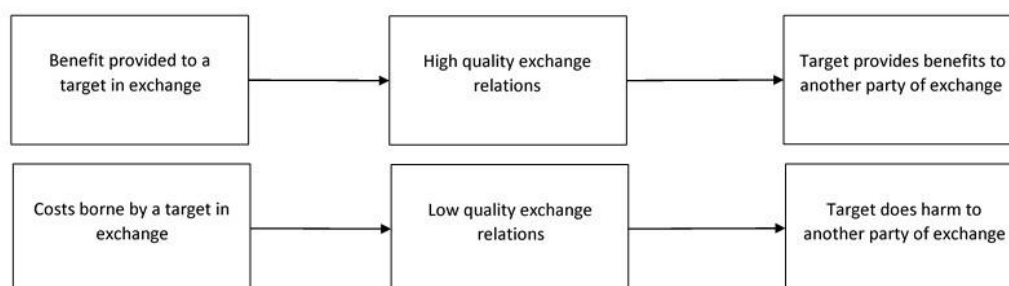 Benefit provided to a
target in exchange
High quality exchange
relations
Target provides benefits to
another party of exchange
Costs borne by a target in
exchange
Low quality exchange
relations
Target does harm to
another party of exchange